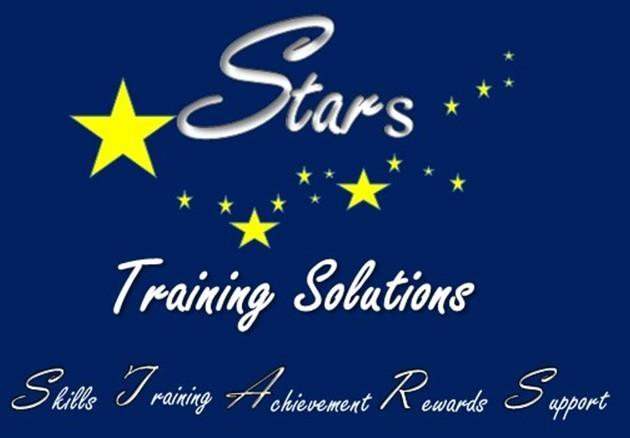 Stars
Training Solutions
Skills Training Achievement Rewards Support